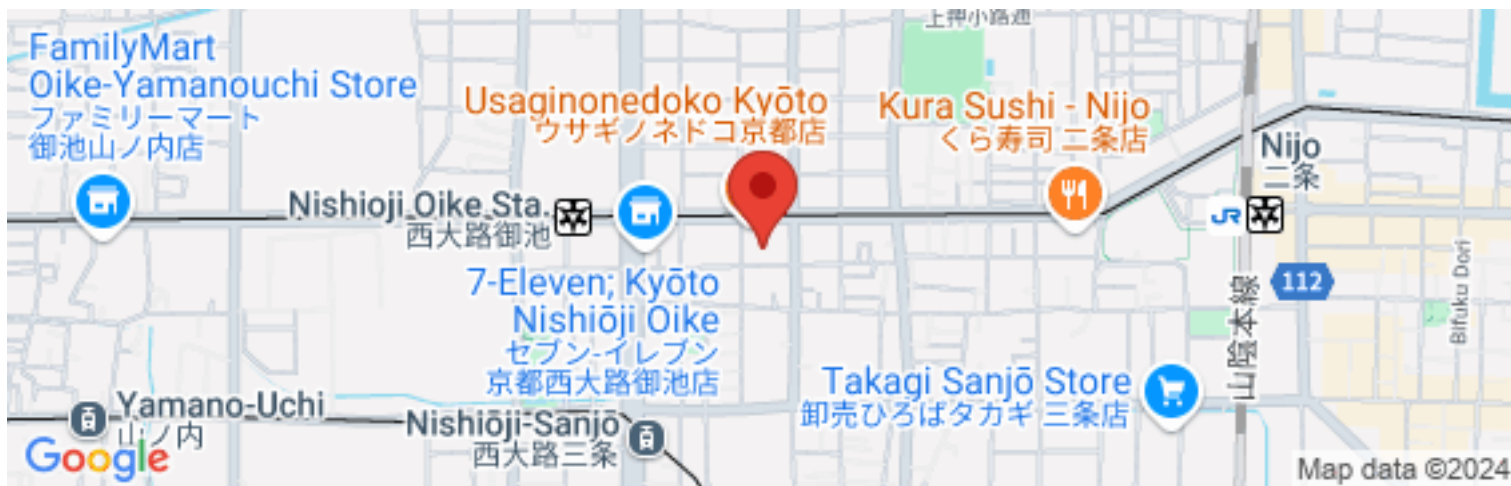 上押小路通
FamilyMart
Oike-Yamanouchi Store
ファミリーマート
御池山ノ内店
Usaginonedoko Kyōto
ウサギノネドコ京都店
Kura Sushi - Nijo
くら寿司 二条店
Nijo
二条
JR
Nishioji Oike Sta.
西大路御池
7-Eleven; Kyōto
Nishiōji Oike
セブン-イレブン
京都西大路御池店
112
Bifuku Dori
山陰本線
Takagi Sanjō Store
卸売ひろばタカギ 三条店
Yamano-Uchi
山ノ内
Nishiōji-Sanjō
西大路三条
Google
Map data ©2024